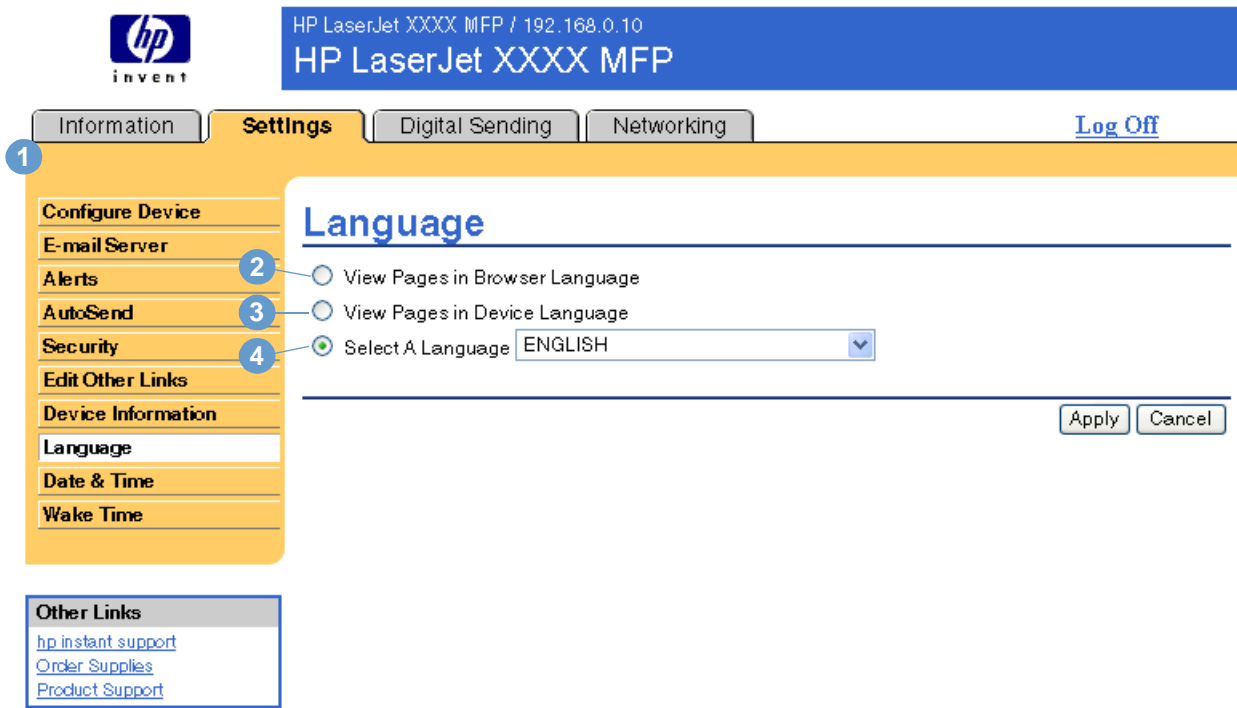 hp
invent
HP LaserJet XXXX MFP / 192.168.0.10
HP LaserJet XXXX MFP
Information
Settings
Digital Sending
Networking
Log Off
1
Configure Device
E-mail Server
Alerts
AutoSend
Security
Edit Other Links
Device Information
Language
Date & Time
Wake Time
Language
2
View Pages in Browser Language
3
View Pages in Device Language
4
Select A Language ENGLISH
Apply
Cancel
Other Links
hp instant support
Order Supplies
Product Support